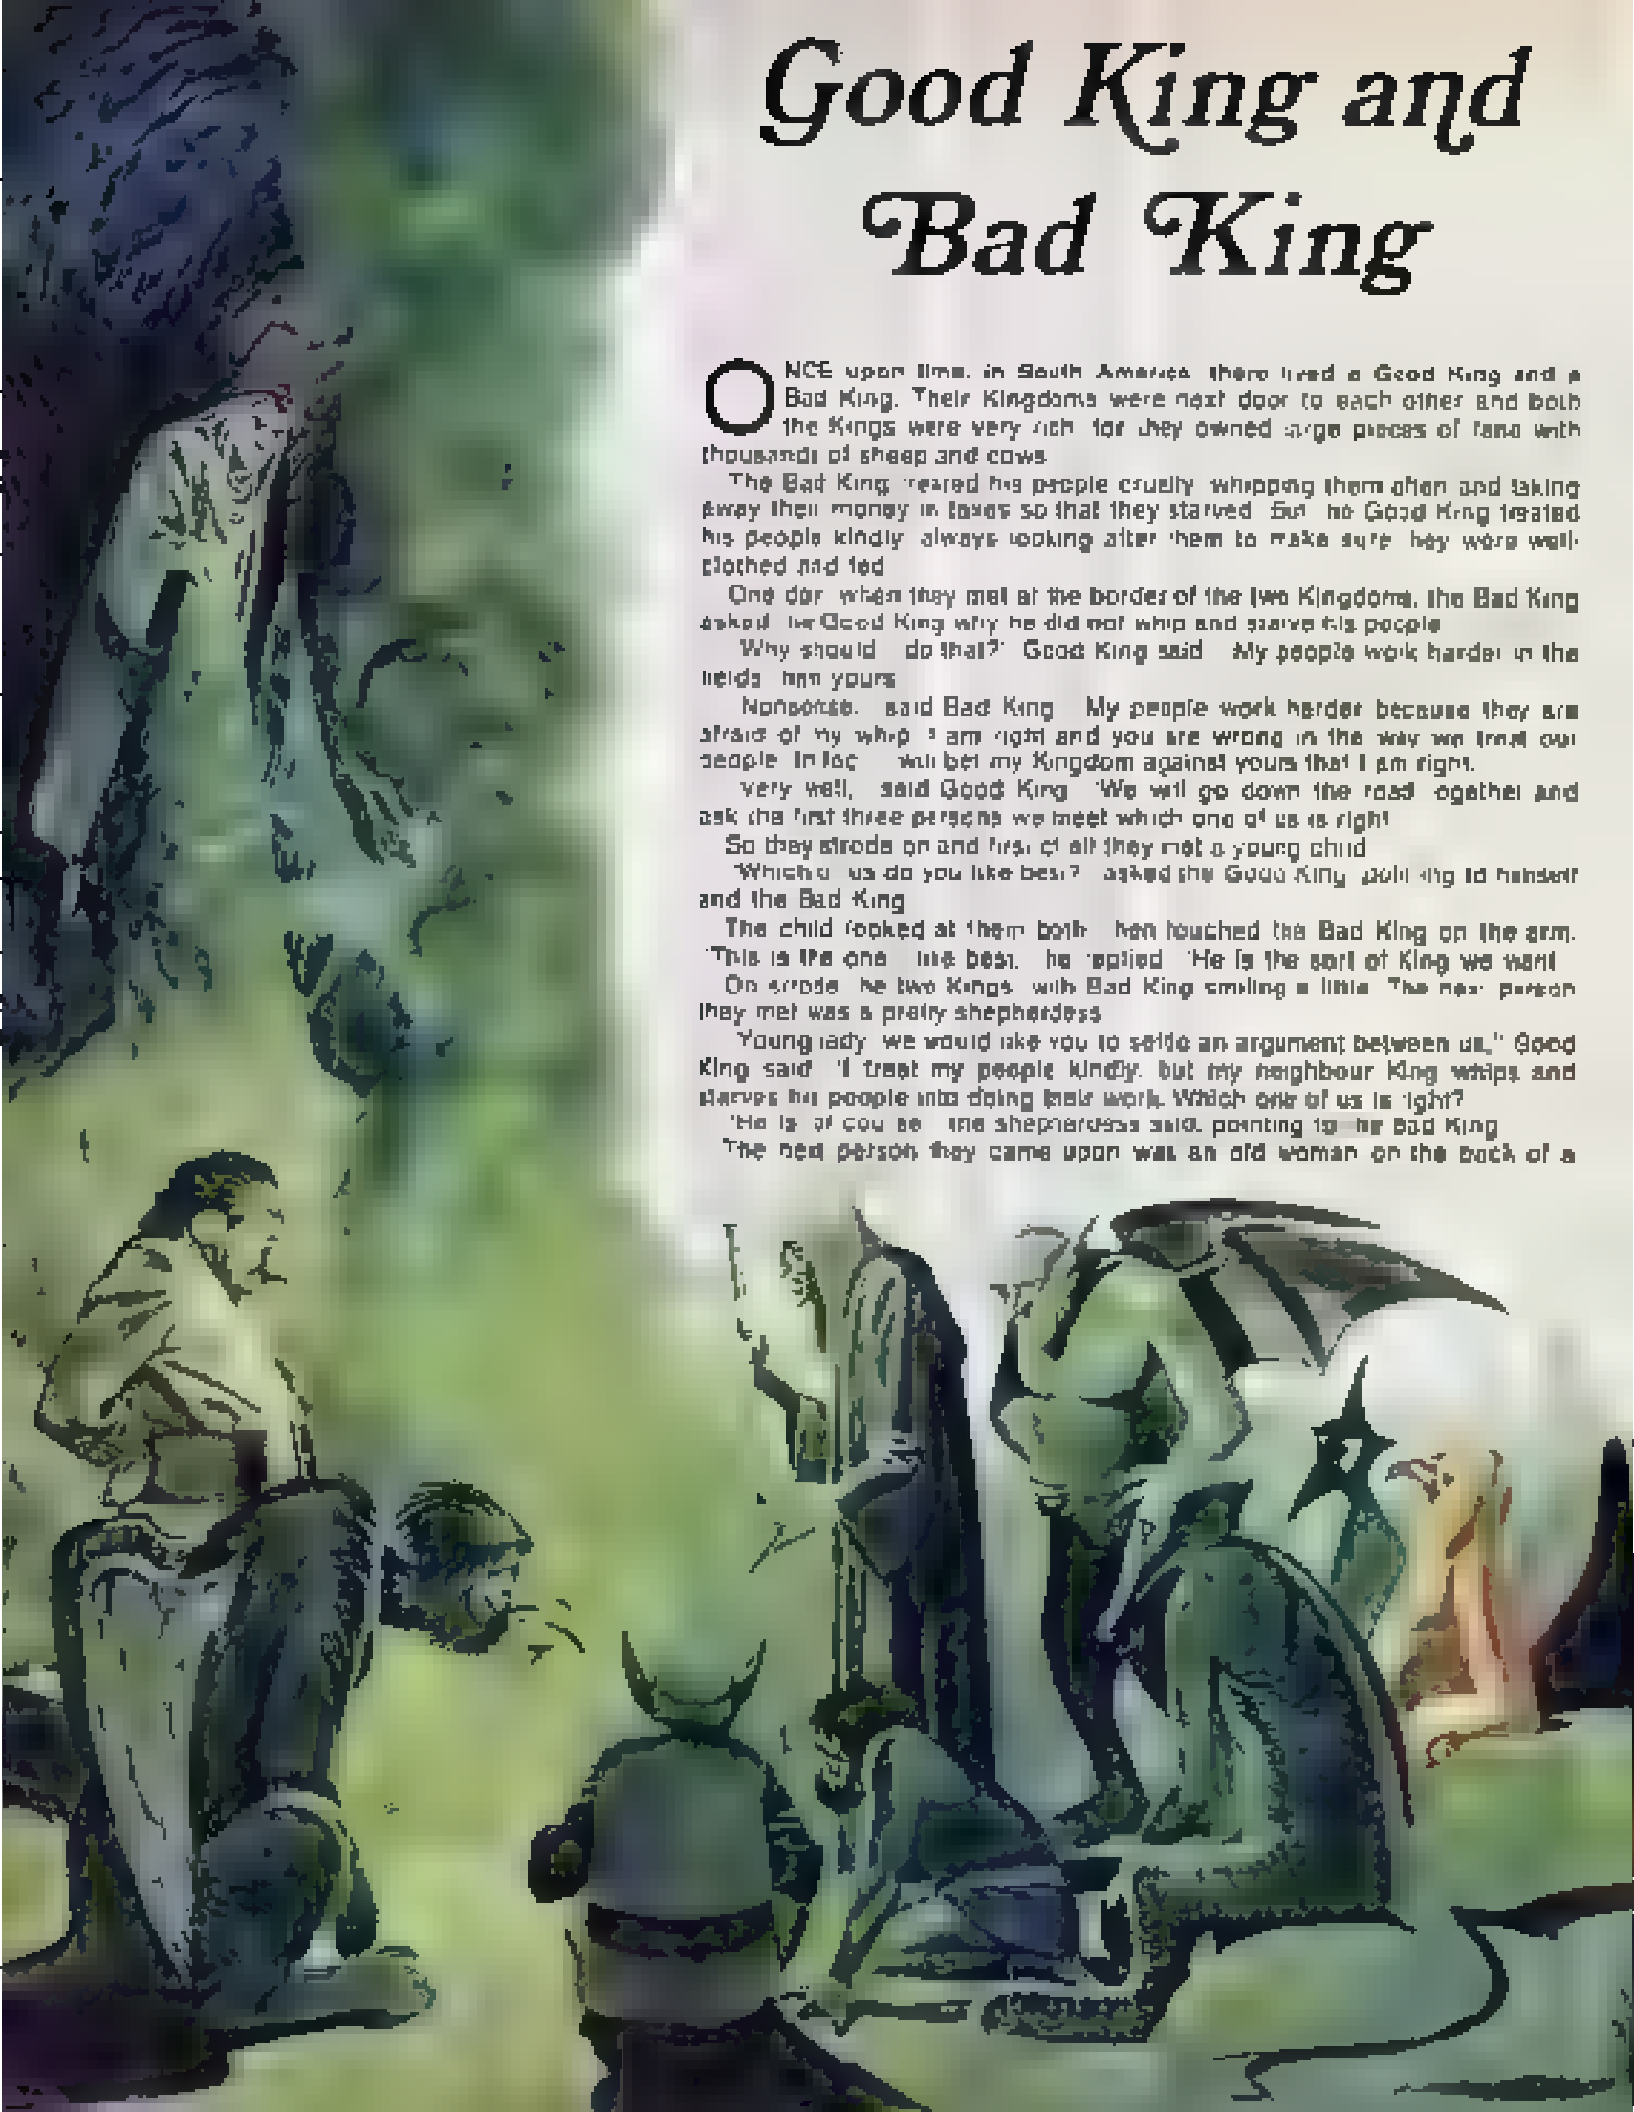 Good King and
Bad King
ONCE upon time, in South America there lived a Good King and a
Bad King. Their Kingdoms were next door to each other and both
the Kings were very rich for they owned large pieces of land with
thousands of sheep and cows
The Bad King treated his people cruelly whipping them often and taking
away their money in taxes so that they starved But the Good King treated
his people kindly always looking after them to make sure they were well-
clothed and fed
One day when they met at the border of the two Kingdoms, the Bad King
asked the Good King why he did not whip and starve his people
Why should do that?" Good King said My people work harder in the
fields than yours
Nonsense. said Bad King My people work harder because they are
afraid of my whip I am right and you are wrong in the way we treat our
people In fact will bet my Kingdom against yours that I am right.
very well, said Good King "We will go down the road together and
ask the first three persons we meet which one of us is right
So they strode on and first of all they met a young child
"Which of us do you like best? asked the Good King pointing to himself
and the Bad King
The child looked at them both then touched the Bad King on the arm.
"This is the one like best. he replied "He is the sort of King we want
On strode the two Kings with Bad King smiling a little The next person
they met was a pretty shepherdess
Young lady we would like you to settle an argument between us," Good
King said "I treat my people kindly. but my neighbour King whips and
starves his people into doing their work. Which one of us is right?
"He is of course the shepherdess said. pointing to the Bad King
The next person they came upon was an old woman on the back of a